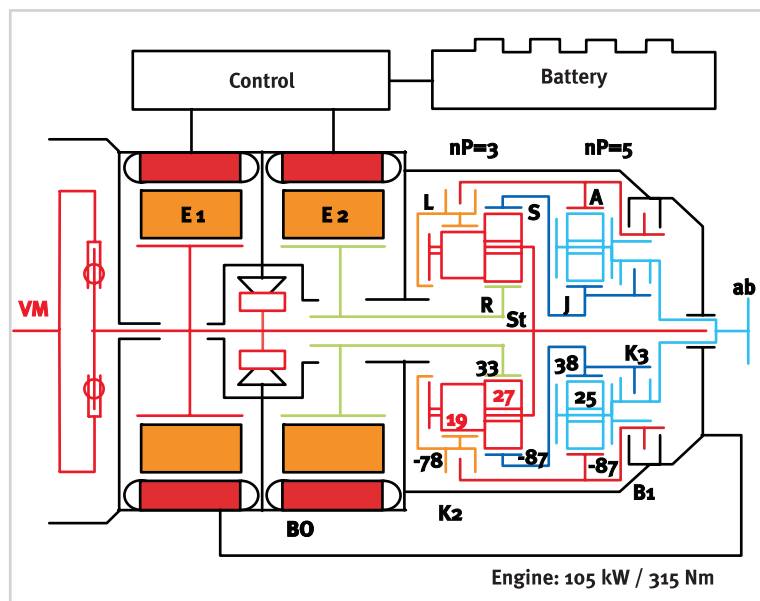 Control
Battery
nP=3
nP=5
E1
E2
L
S
A
VM
R
St
J
ab
33
38
K3
27
25
19
-78
-87
-87
B1
K2
BO
Engine: 105 kW / 315 Nm